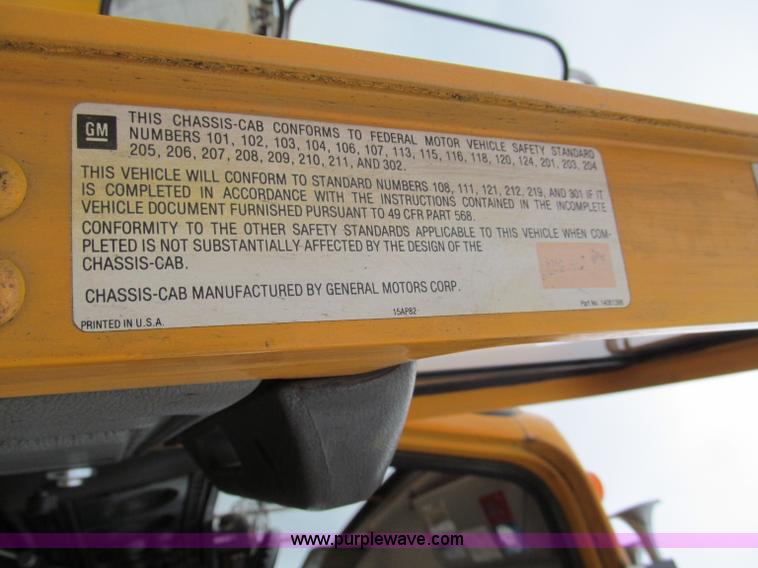 GM
THIS CHASSIS-CAB CONFORMS TO FEDERAL MOTOR VEHICLE SAFETY STANDARD
NUMBERS 101, 102, 103, 104, 106, 107, 113, 115, 116, 118, 120, 124, 201, 203, 204
205, 206, 207, 208, 209, 210, 211, AND 302.
THIS VEHICLE WILL CONFORM TO STANDARD NUMBERS 108, 111, 121, 212, 219, AND 301 IF IT
IS COMPLETED IN ACCORDANCE WITH THE INSTRUCTIONS CONTAINED IN THE INCOMPLETE
VEHICLE DOCUMENT FURNISHED PURSUANT TO 49 CFR PART 568.
CONFORMITY TO THE OTHER SAFETY STANDARDS APPLICABLE TO THIS VEHICLE WHEN COM-
PLETED IS NOT SUBSTANTIALLY AFFECTED BY THE DESIGN OF THE
CHASSIS-CAB.
CHASSIS-CAB MANUFACTURED BY GENERAL MOTORS CORP.
PRINTED IN U.S.A.
15AP82
Part No.
www.purplewave.com